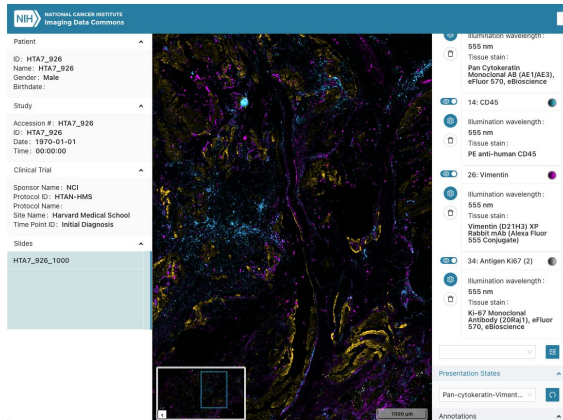 NIH
NATIONAL CANCER INSTITUTE
Imaging Data Commons
Patient
ID: HTA7_926
Name: HTA7_926
Gender: Male
Birthdate:
Study
Accession #: HTA7_926
ID: HTA7_926
Date: 1970-01-01
Time: 00:00:00
Clinical Trial
Sponsor Name: NCI
Protocol ID: HTAN-HMS
Protocol Name:
Site Name: Harvard Medical School
Time Point ID: Initial Diagnosis
Slides
HTA7_926_1000
1000 µm
Illumination wavelength:
555 nm
Tissue stain:
Pan Cytokeratin
Monoclonal AB (AE1/AE3),
eFluor 570, eBioscience
14: CD45
Illumination wavelength:
555 nm
Tissue stain:
PE anti-human CD45
26: Vimentin
Illumination wavelength:
555 nm
Tissue stain:
Vimentin (D21H3) XP
Rabbit mAb (Alexa Fluor
555 Conjugate)
34: Antigen Ki67 (2)
Illumination wavelength:
555 nm
Tissue stain:
Ki-67 Monoclonal
Antibody (20Raj1), eFluor
570, eBioscience
Presentation States
Pan-cytokeratin-Viment...
Annotations